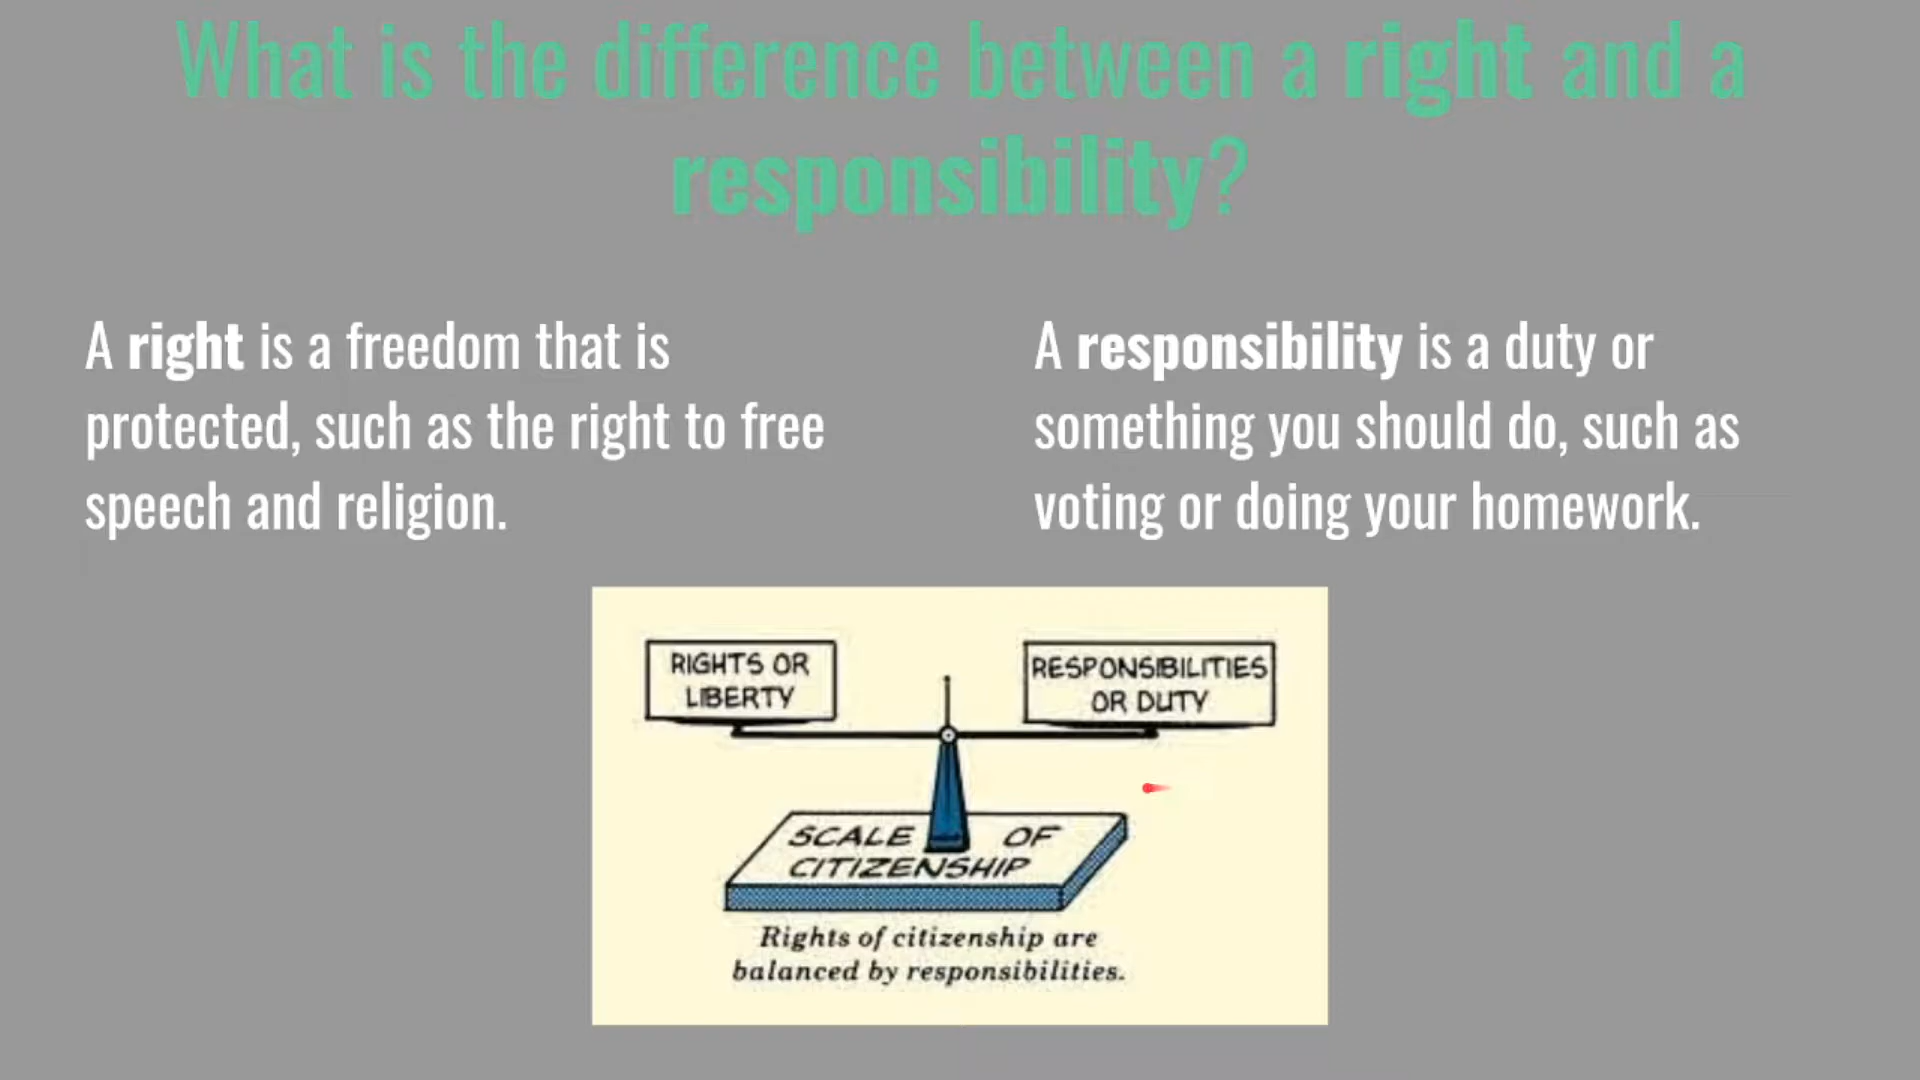 What is the difference between a right and a
responsibility?
A right is a freedom that is
protected, such as the right to free
speech and religion.
A responsibility is a duty or
something you should do, such as
voting or doing your homework.
RIGHTS OR
LIBERTY
RESPONSIBILITIES
OR DUTY
SCALE OF
CITIZENSHIP
Rights of citizenship are
balanced by responsibilities.